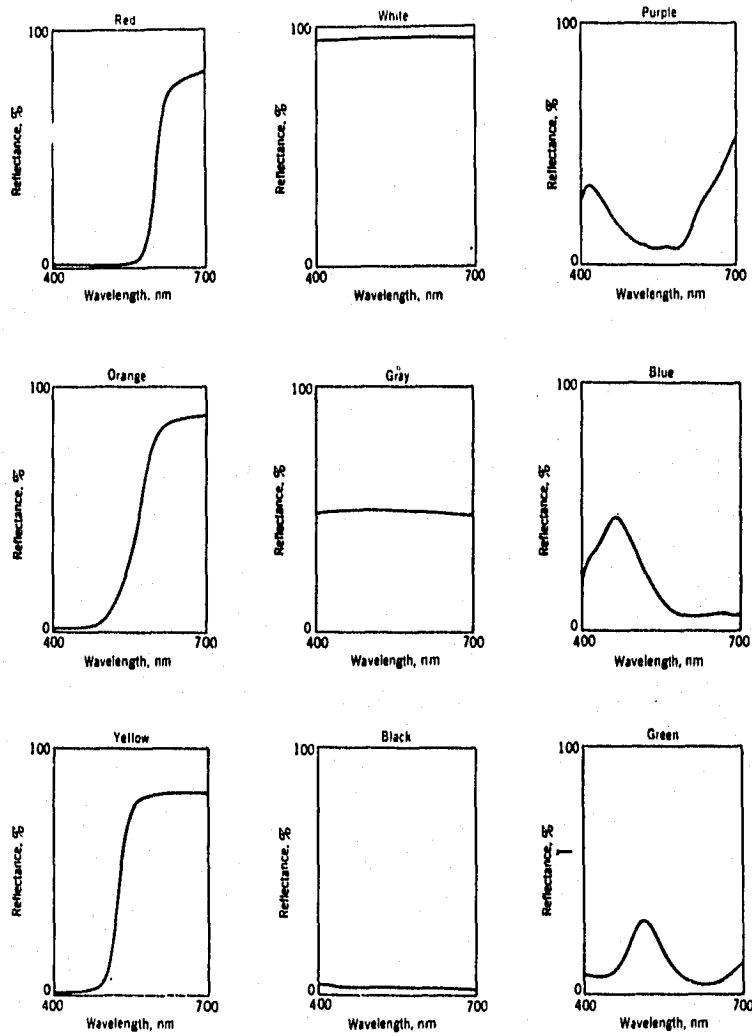 Red
100
Reflectance, %
0
400
700
Wavelength, nm
White
100
Reflectance, %
0
400
700
Wavelength, nm
Purple
100
Reflectance, %
0
400
700
Wavelength, nm
Orange
100
Reflectance, %
0
400
700
Wavelength, nm
Gray
100
Reflectance, %
0
400
700
Wavelength, nm
Blue
100
Reflectance, %
0
400
700
Wavelength, nm
Yellow
100
Reflectance, %
0
400
700
Wavelength, nm
Black
100
Reflectance, %
0
400
700
Wavelength, nm
Green
100
Reflectance, %
0
400
700
Wavelength, nm